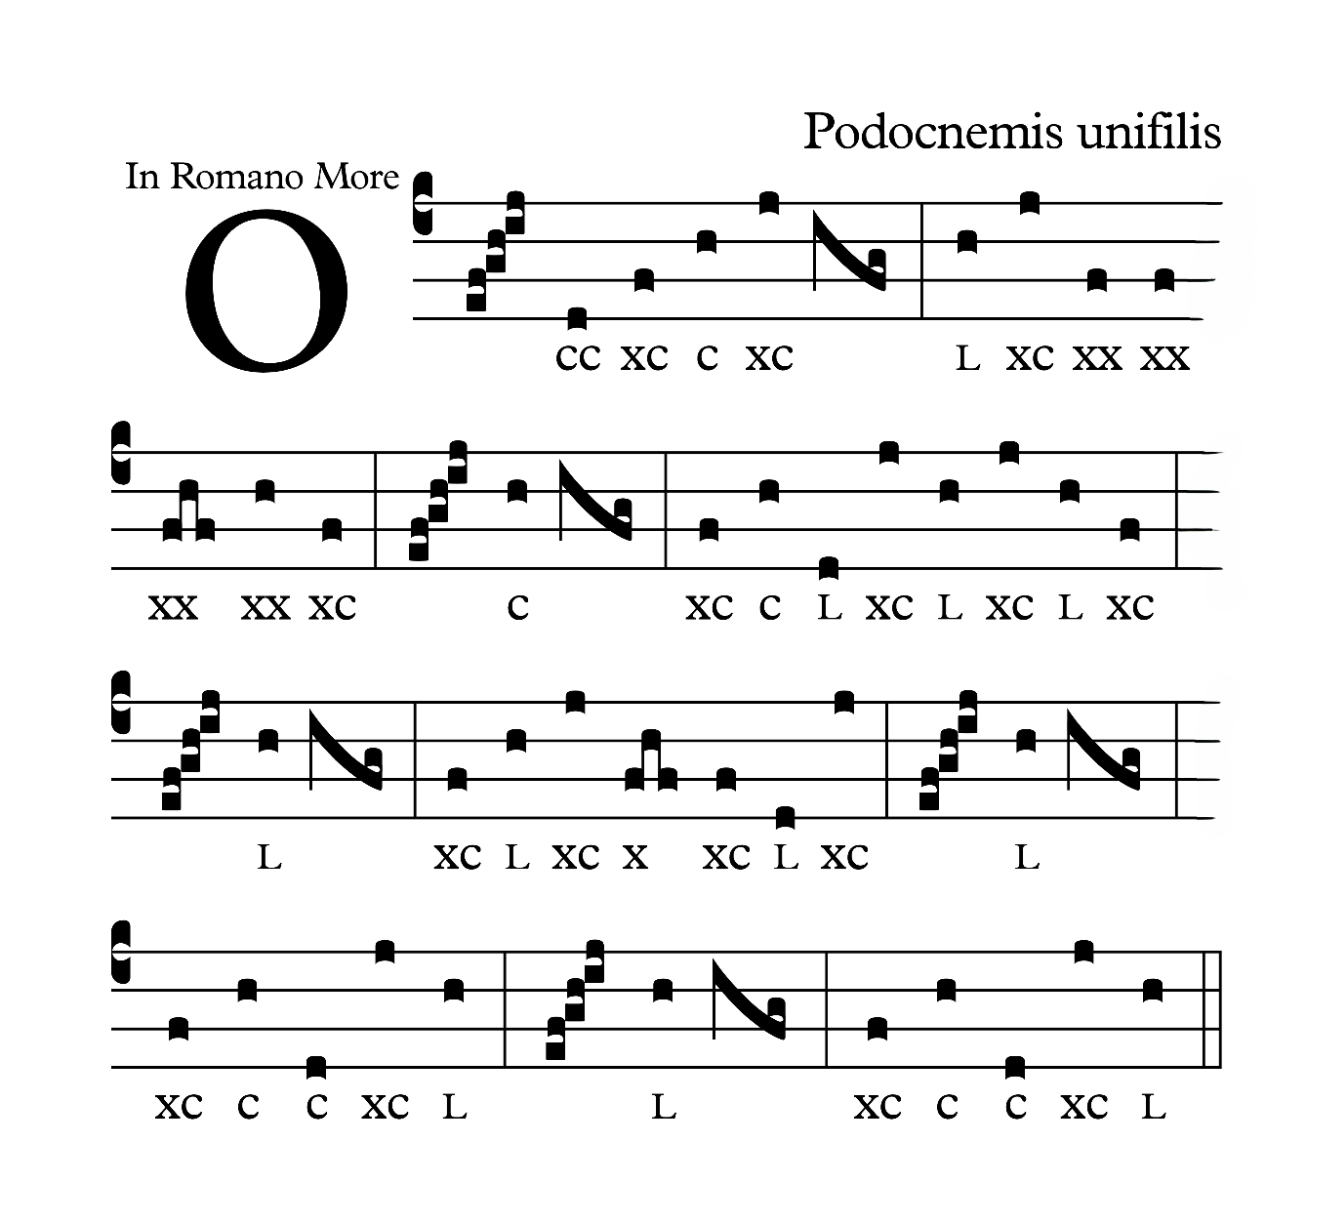 Podocnemis unifilis
In Romano More
O
CC XC C XC L XC XX XX
XX XX XC C XC C L XC L XC L XC
L XC L XC X XC L XC L
XC C C XC L L XC C C XC L